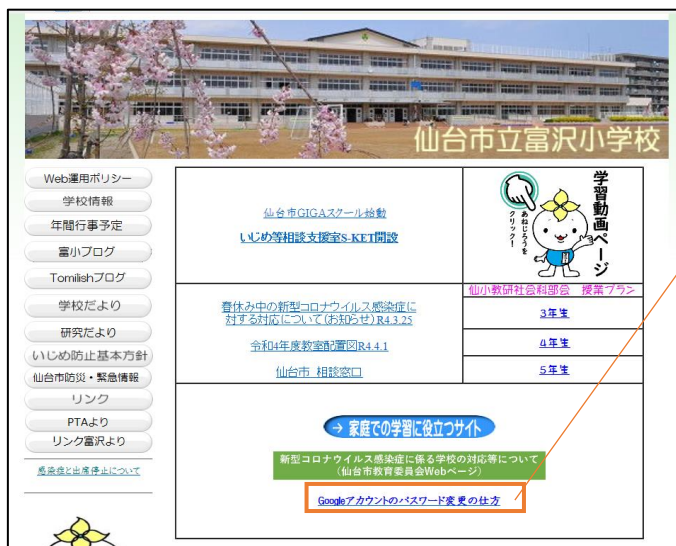 仙台市立富沢小学校
Web運用ポリシー
学校情報
年間行事予定
富小ブログ
Tomilishブログ
学校だより
研究だより
いじめ防止基本方針
仙台市防災・緊急情報
リンク
PTAより
リンク富沢より
感染症と出席停止について
仙台市GIGAスクール始動
いじめ等相談支援室S-KET開設
あねじろうを
クリック!
学習動画ページ
春休み中の新型コロナウイルス感染症に
対する対応について(お知らせ)R4.3.25
令和4年度教室配置図R4.4.1
仙台市 相談窓口
仙小教研社会科部会 授業プラン
3年生
4年生
5年生
→ 家庭での学習に役立つサイト
新型コロナウイルス感染症に係る学校の対応等について
(仙台市教育委員会Webページ)
Googleアカウントのパスワード変更の仕方